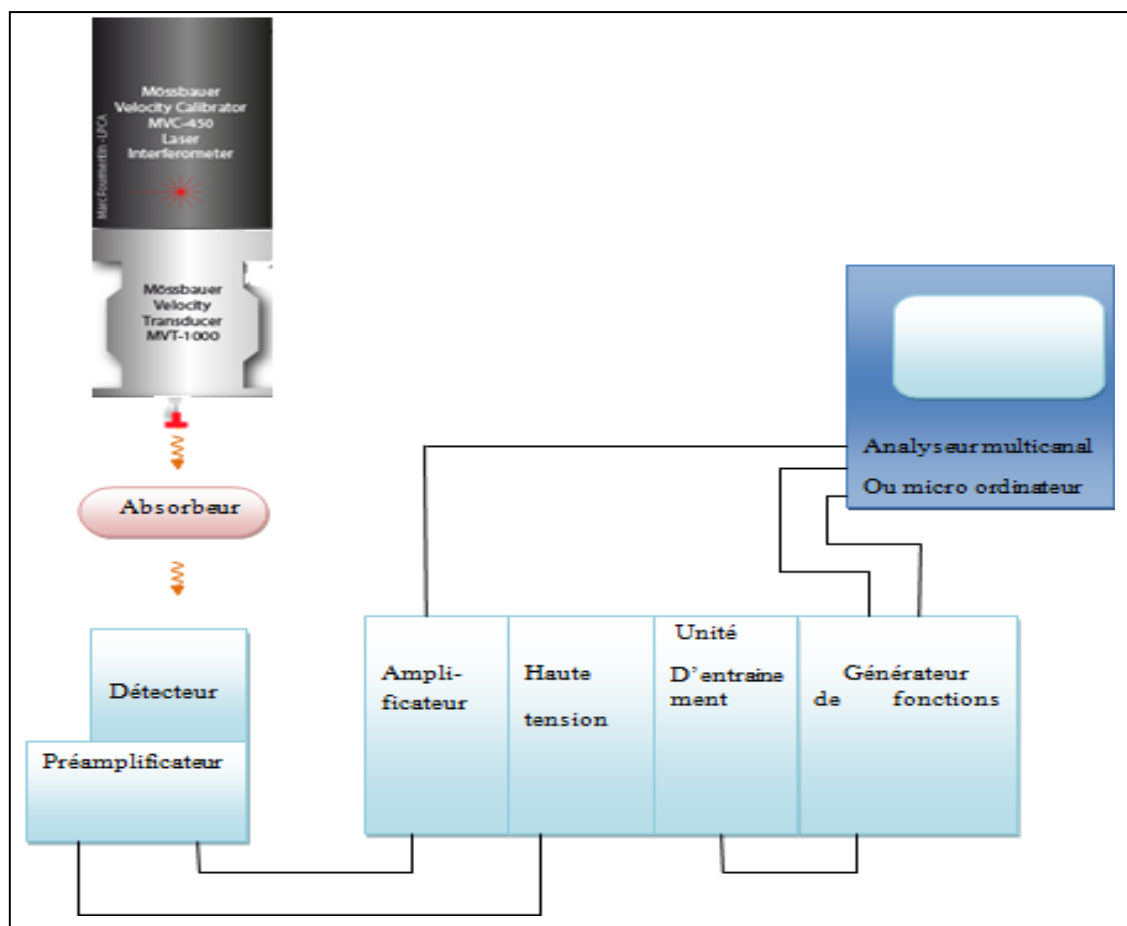 Mössbauer
Velocity Calibrator
MVC-450
Laser
Interferometer
Marc Fourmentin -LPCA
Mössbauer
Velocity
Transducer
MVT-1000
Absorbeur
Analyseur multicanal
Ou micro ordinateur
Détecteur
Préamplificateur
Ampli-
ficateur
Haute
tension
Unité
D’entraine
ment
Générateur
de fonctions